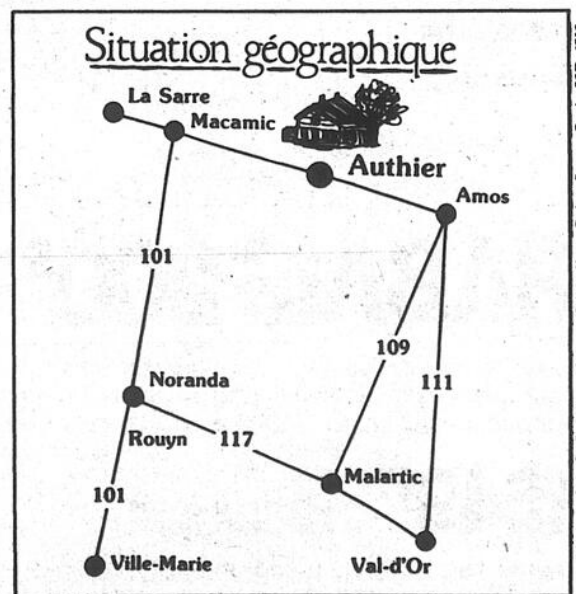 Situation géographique
La Sarre
Macamic
Authier
Amos
101
109
111
Noranda
Rouyn
117
Malartic
101
Ville-Marie
Val-d'Or